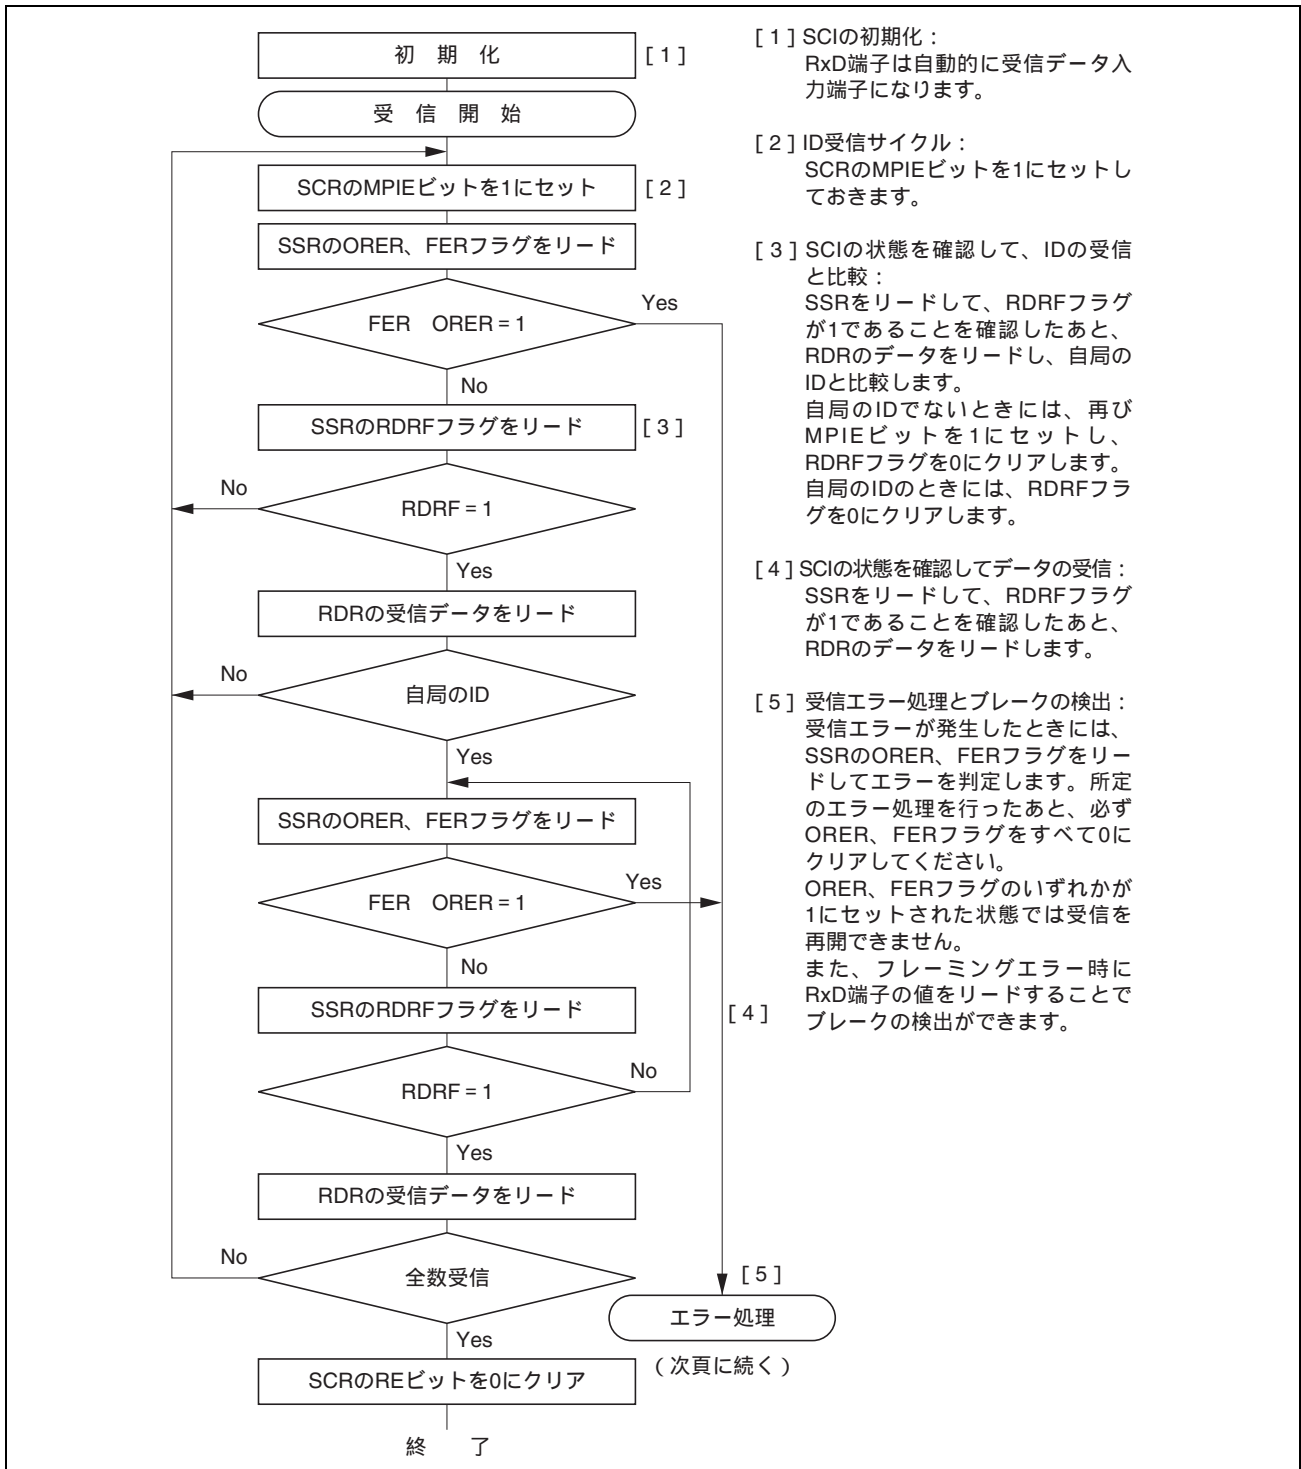 初 期 化
[ 1 ]
受 信 開 始
SCRのMPIEビットを1にセット
[ 2 ]
SSRのORER、FERフラグをリード
FER ORER = 1
Yes
No
SSRのRDRFフラグをリード
[ 3 ]
RDRF = 1
No
Yes
RDRの受信データをリード
自局のID
No
Yes
SSRのORER、FERフラグをリード
FER ORER = 1
Yes
No
SSRのRDRFフラグをリード
[ 4 ]
RDRF = 1
No
Yes
RDRの受信データをリード
全数受信
No
Yes
[ 5 ]
エラー処理
(次頁に続く)
SCRのREビットを0にクリア
終 了
[ 1 ] SCIの初期化：
RxD端子は自動的に受信データ入
力端子になります。
[ 2 ] ID受信サイクル：
SCRのMPIEビットを1にセットし
ておきます。
[ 3 ] SCIの状態を確認して、IDの受信
と比較：
SSRをリードして、RDRFフラグ
が1であることを確認したあと、
RDRのデータをリードし、自局の
IDと比較します。
自局のIDでないときには、再び
MPIEビットを1にセットし、
RDRFフラグを0にクリアします。
自局のIDのときには、RDRFフラ
グを0にクリアします。
[ 4 ] SCIの状態を確認してデータの受信：
SSRをリードして、RDRFフラグ
が1であることを確認したあと、
RDRのデータをリードします。
[ 5 ] 受信エラー処理とブレークの検出：
受信エラーが発生したときには、
SSRのORER、FERフラグをリー
ドしてエラーを判定します。所定
のエラー処理を行ったあと、必ず
ORER、FERフラグをすべて0に
クリアしてください。
ORER、FERフラグのいずれかが
1にセットされた状態では受信を
再開できません。
また、フレーミングエラー時に
RxD端子の値をリードすることで
ブレークの検出ができます。